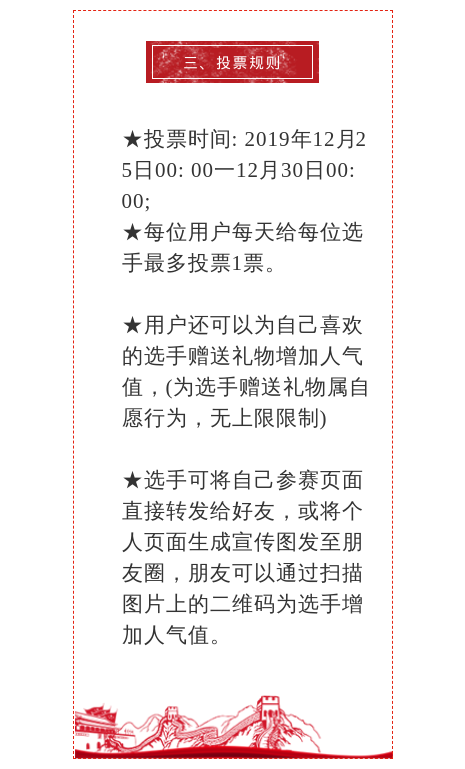 三、投票规则
★投票时间: 2019年12月2
5日00: 00一12月30日00:
00;
★每位用户每天给每位选
手最多投票1票。
★用户还可以为自己喜欢
的选手赠送礼物增加人气
值，(为选手赠送礼物属自
愿行为，无上限限制)
★选手可将自己参赛页面
直接转发给好友，或将个
人页面生成宣传图发至朋
友圈，朋友可以通过扫描
图片上的二维码为选手增
加人气值。